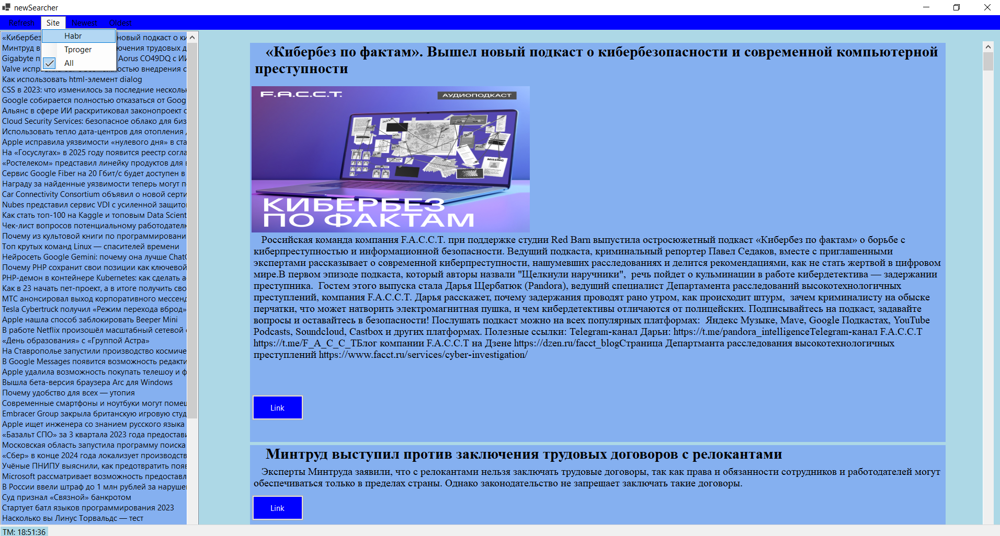 newSearcher
Refresh Site Newest Oldest
Habr
Tproger
All
«Кибербез новый подкаст о ки
Минтруд в ючения трудовых д
Gigabyte п Aorus CO49DQ с ИИ
Valve испр стью внедрения с
Как использовать html-элемент dialog
CSS в 2023: что изменилось за последние несколь
Google собирается полностью отказаться от Goog
Альянс в сфере ИИ раскритиковал законопроект с
Cloud Security Services: безопасное облако для биз
Использовать тепло дата-центров для отопления
Apple исправила уязвимости «нулевого дня» в ста
На «Госуслугах» в 2025 году появится реестр согла
«Ростелеком» представил линейку продуктов для
Сервис Google Fiber на 20 Гбит/с будет доступен в
Награду за найденные уязвимости теперь могут п
Car Connectivity Consortium объявил о новой серти
Nubes представил сервис VDI с усиленной защито
Как стать топ-100 на Kaggle и топовым Data Scient
Чек-лист вопросов потенциальному работодател
Почему из культовой книги по программировани
Топ крутых команд Linux — спасителей времени
Нейросеть Google Gemini: почему она лучше Chat
Почему PHP сохранит свои позиции как ключевой
PHP-демон в контейнере Kubernetes: как сделать а
Как в 23 начать пет-проект, а в итоге получить сво
МТС анонсировал выход корпоративного мессенд
Tesla Cybertruck получил «Режим перехода вброд»
Apple нашла способ заблокировать Beeper Mini
В работе Netflix произошёл масштабный сетевой
«День образования» с «Группой Астра»
На Ставрополье запустили производство космиче
В Google Messages появится возможность редакти
Apple удалила возможность покупать телешоу и ф
Вышла бета-версия браузера Arc для Windows
Почему удобство для всех — утопия
Современные смартфоны и ноутбуки могут поме
Embracer Group закрыла британскую игровую студ
Apple ищет инженера со знанием русского языка
«Базальт СПО» за 3 квартала 2023 года предостави
Московская область запустила программу поиска
«Сбер» в конце 2024 года локализует производств
Учёные ПНИПУ выяснили, как предотвратить появ
Microsoft рассматривает возможность предоставл
В России ввели штраф до 1 млн рублей за наруше
Суд признал «Связной» банкротом
Стартует батл языков программирования 2023
Насколько вы Линус Торвальдс — тест
«Кибербез по фактам». Вышел новый подкаст о кибербезопасности и современной компьютерной
преступности
F.A.C.C.T. АУДИОПОДКАСТ
MISSING
КИБЕРБЕЗ
ПО ФАКТАМ
Российская команда компания F.A.C.C.T. при поддержке студии Red Barn выпустила остросюжетный подкаст «Кибербез по фактам» о борьбе с
киберпреступностью и информационной безопасности. Ведущий подкаста, криминальный репортер Павел Седаков, вместе с приглашенными
экспертами рассказывает о современной киберпреступности, нашумевших расследованиях и делится рекомендациями, как не стать жертвой в цифровом
мире.В первом эпизоде подкаста, который авторы назвали "Щелкнули наручники", речь пойдет о кульминации в работе кибердетектива — задержании
преступника. Гостем этого выпуска стала Дарья Щербатюк (Pandora), ведущий специалист Департамента расследований высокотехнологичных
преступлений, компания F.A.C.C.T. Дарья расскажет, почему задержания проводят рано утром, как происходит штурм, зачем криминалисту на обыске
перчатки, что может натворить электромагнитная пушка, и чем кибердетективы отличаются от полицейских. Подписывайтесь на подкаст, задавайте
вопросы и оставайтесь в безопасности! Послушать подкаст можно на всех популярных платформах: Яндекс Музыке, Mave, Google Подкастах, YouTube
Podcasts, Soundcloud, Castbox и других платформах. Полезные ссылки: Telegram-канал Дарьи: https://t.me/pandora_intelligenceTelegram-канал F.A.C.C.T
https://t.me/F_A_C_C_TБлог компании F.A.C.C.T на Дзене https://dzen.ru/facct_blogСтраница Департманта расследования высокотехнологичных
преступлений https://www.facct.ru/services/cyber-investigation/
Link
Минтруд выступил против заключения трудовых договоров с релокантами
Эксперты Минтруда заявили, что с релокантами нельзя заключать трудовые договоры, так как права и обязанности сотрудников и работодателей могут
обеспечиваться только в пределах страны. Однако законодательство не запрещает заключать такие договоры.
Link
TM: 18:51:36